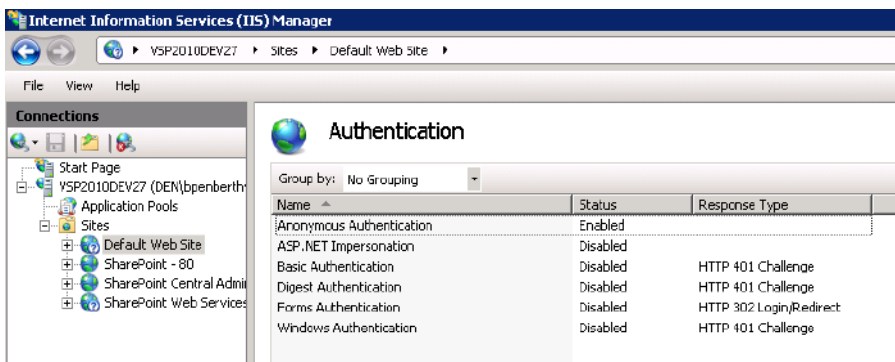 Internet Information Services (IIS) Manager
VSP2010DEV27 Sites Default Web Site
File View Help
Connections
Start Page
VSP2010DEV27 (DEN\bpenberthy
Application Pools
Sites
Default Web Site
SharePoint - 80
SharePoint Central Admi
SharePoint Web Services
Authentication
Group by: No Grouping
Name Status Response Type
Anonymous Authentication Enabled
ASP.NET Impersonation Disabled
Basic Authentication Disabled HTTP 401 Challenge
Digest Authentication Disabled HTTP 401 Challenge
Forms Authentication Disabled HTTP 302 Login/Redirect
Windows Authentication Disabled HTTP 401 Challenge